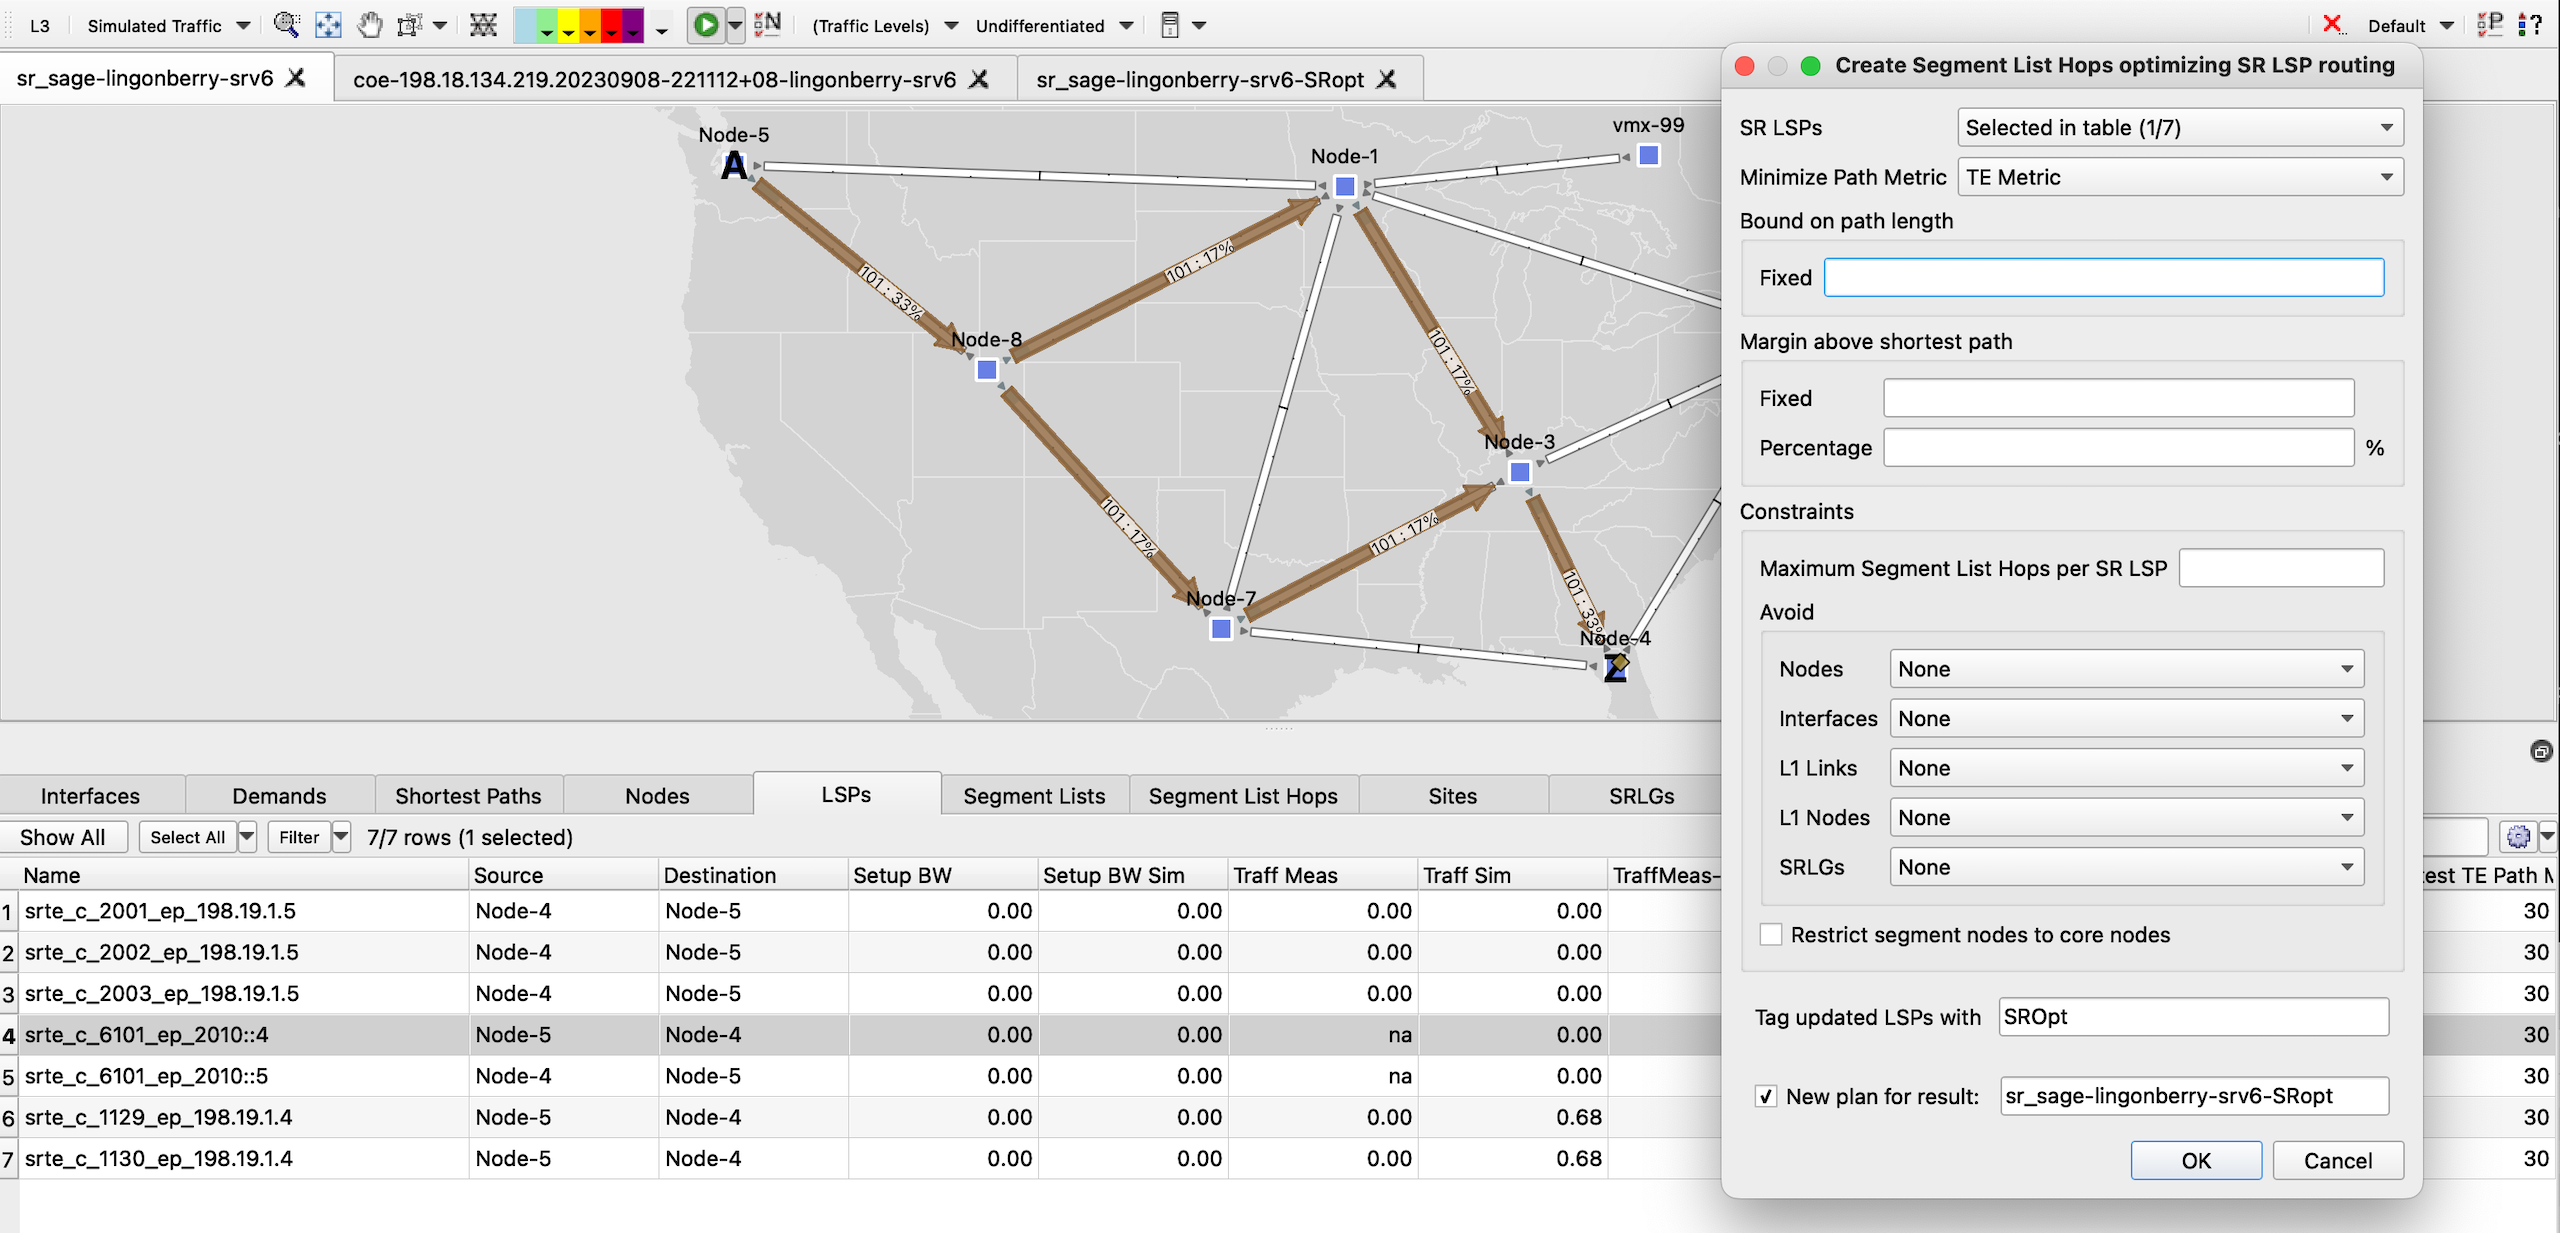 L3 Simulated Traffic (Traffic Levels) Undifferentiated Default
sr_sage-lingonberry-srv6 coe-198.18.134.219.20230908-221112+08-lingonberry-srv6 sr_sage-lingonberry-srv6-SRopt
Node-5
A
Node-1
vmx-99
101 : 33%
101 : 17%
Node-8
101 : 17%
Node-3
101 : 17%
101 : 17%
Node-7
101 : 33%
Node-4
Z
Create Segment List Hops optimizing SR LSP routing
SR LSPs Selected in table (1/7)
Minimize Path Metric TE Metric
Bound on path length
Fixed
Margin above shortest path
Fixed
Percentage %
Constraints
Maximum Segment List Hops per SR LSP
Avoid
Nodes None
Interfaces None
L1 Links None
L1 Nodes None
SRLGs None
Restrict segment nodes to core nodes
Tag updated LSPs with SROpt
New plan for result: sr_sage-lingonberry-srv6-SRopt
OK Cancel
Interfaces Demands Shortest Paths Nodes LSPs Segment Lists Segment List Hops Sites SRLGs
Show All Select All Filter 7/7 rows (1 selected)
Name Source Destination Setup BW Setup BW Sim Traff Meas Traff Sim TraffMeas- TE Path
1 srte_c_2001_ep_198.19.1.5 Node-4 Node-5 0.00 0.00 0.00 0.00 30
2 srte_c_2002_ep_198.19.1.5 Node-4 Node-5 0.00 0.00 0.00 0.00 30
3 srte_c_2003_ep_198.19.1.5 Node-4 Node-5 0.00 0.00 0.00 0.00 30
4 srte_c_6101_ep_2010::4 Node-5 Node-4 0.00 0.00 na 0.00 30
5 srte_c_6101_ep_2010::5 Node-4 Node-5 0.00 0.00 na 0.00 30
6 srte_c_1129_ep_198.19.1.4 Node-5 Node-4 0.00 0.00 0.00 0.68 30
7 srte_c_1130_ep_198.19.1.4 Node-5 Node-4 0.00 0.00 0.00 0.68 30